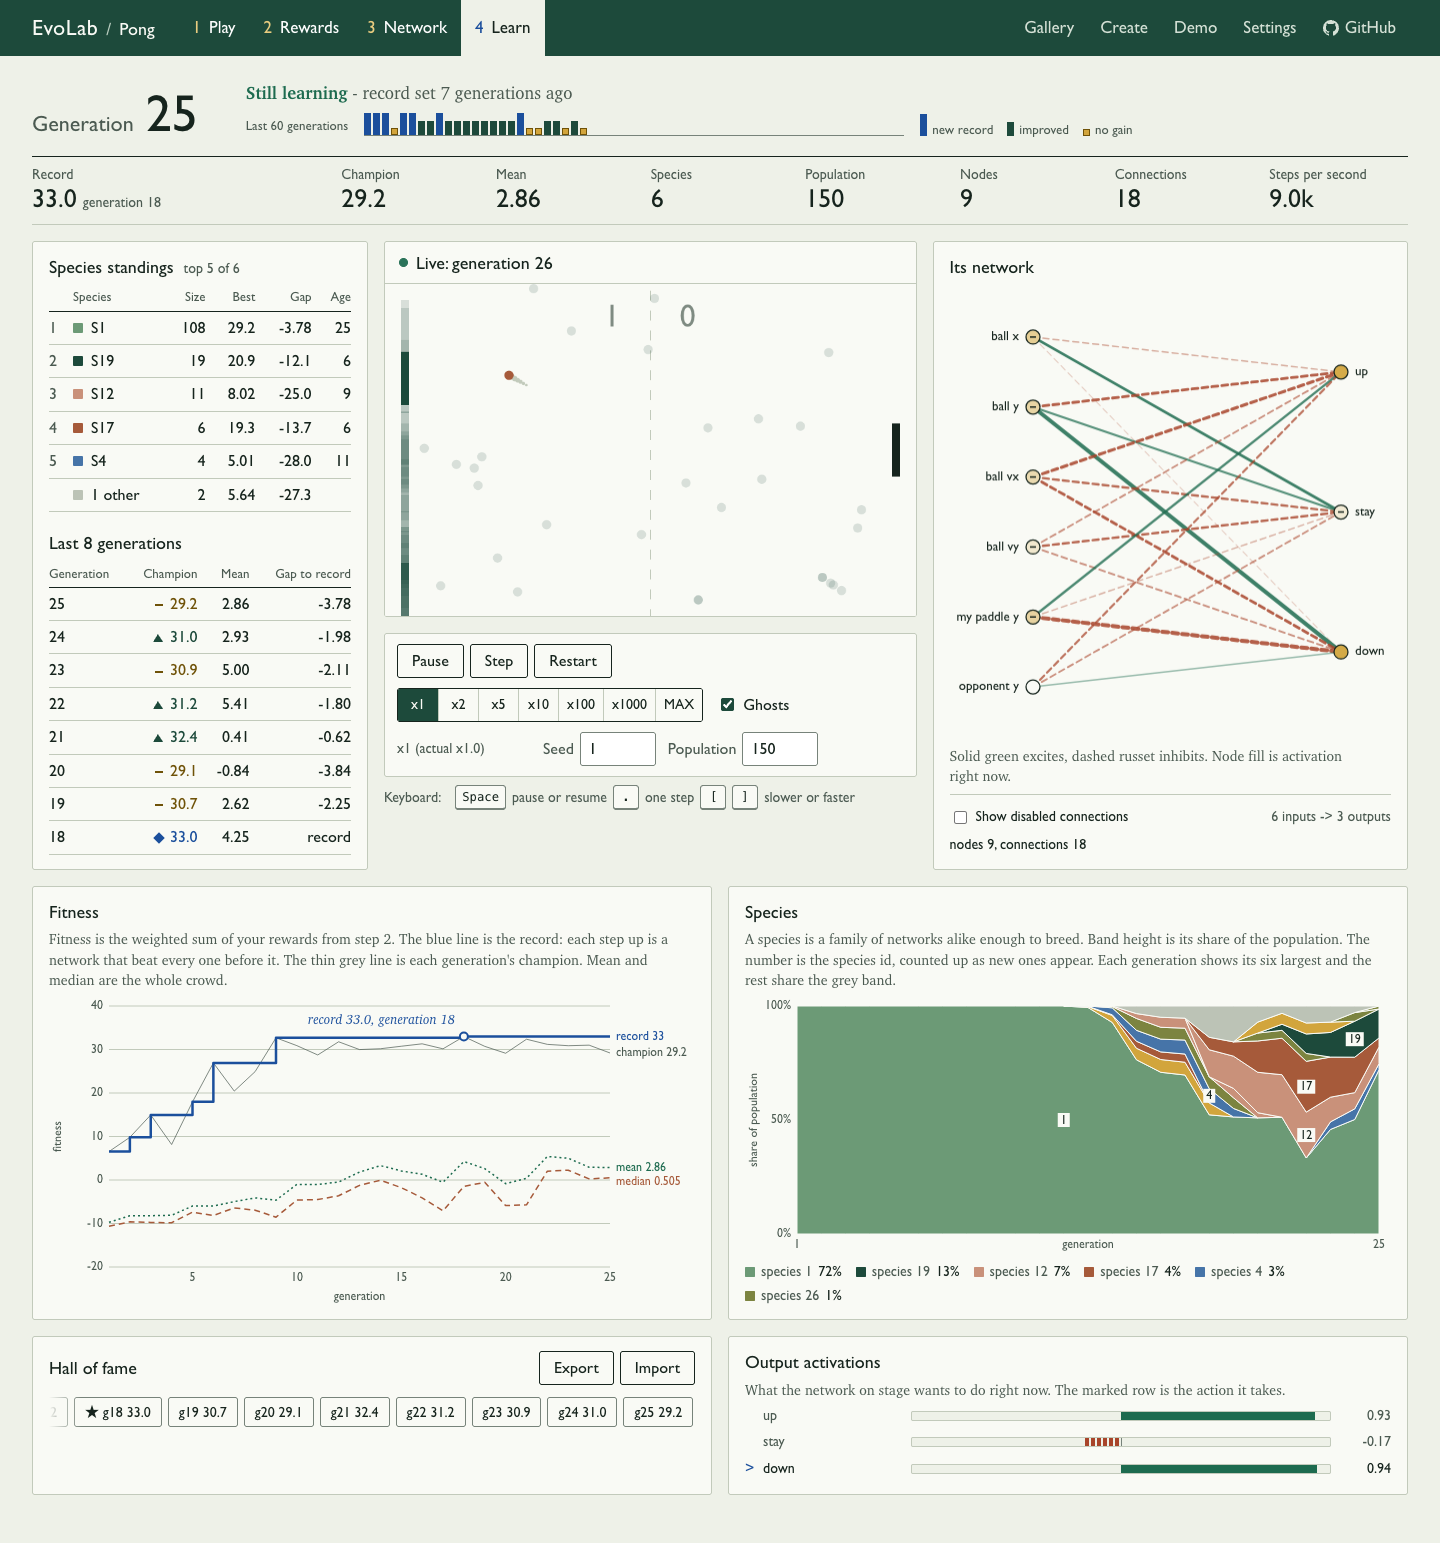 EvoLab / Pong 1 Play 2 Rewards 3 Network 4 Learn Gallery Create Demo Settings GitHub
Generation 25
Still learning - record set 7 generations ago
Last 60 generations new record improved no gain
Record Champion Mean Species Population Nodes Connections Steps per second
33.0 generation 18 29.2 2.86 6 150 9 18 9.0k
Species standings top 5 of 6
Species Size Best Gap Age
1 S1 108 29.2 -3.78 25
2 S19 19 20.9 -12.1 6
3 S12 11 8.02 -25.0 9
4 S17 6 19.3 -13.7 6
5 S4 4 5.01 -28.0 11
1 other 2 5.64 -27.3
Last 8 generations
Generation Champion Mean Gap to record
25 – 29.2 2.86 -3.78
24 ▲ 31.0 2.93 -1.98
23 – 30.9 5.00 -2.11
22 ▲ 31.2 5.41 -1.80
21 ▲ 32.4 0.41 -0.62
20 – 29.1 -0.84 -3.84
19 – 30.7 2.62 -2.25
18 ◆ 33.0 4.25 record
Live: generation 26
1 0
Pause Step Restart
x1 x2 x5 x10 x100 x1000 MAX Ghosts
x1 (actual x1.0) Seed 1 Population 150
Keyboard: Space pause or resume . one step [ ] slower or faster
Its network
ball x
up
ball y
ball vx
stay
ball vy
my paddle y
down
opponent y
Solid green excites, dashed russet inhibits. Node fill is activation
right now.
Show disabled connections 6 inputs -> 3 outputs
nodes 9, connections 18
Fitness
Fitness is the weighted sum of your rewards from step 2. The blue line is the record: each step up is a
network that beat every one before it. The thin grey line is each generation's champion. Mean and
median are the whole crowd.
40
record 33.0, generation 18
record 33
30
champion 29.2
20
10
fitness
mean 2.86
0
median 0.505
-10
-20
5 10 15 20 25
generation
Species
A species is a family of networks alike enough to breed. Band height is its share of the population. The
number is the species id, counted up as new ones appear. Each generation shows its six largest and the
rest share the grey band.
100%
19
17
4
share of population
50%
1
12
0%
1 generation 25
species 1 72% species 19 13% species 12 7% species 17 4% species 4 3%
species 26 1%
Hall of fame Export Import
2 ★ g18 33.0 g19 30.7 g20 29.1 g21 32.4 g22 31.2 g23 30.9 g24 31.0 g25 29.2
Output activations
What the network on stage wants to do right now. The marked row is the action it takes.
up 0.93
stay -0.17
> down 0.94